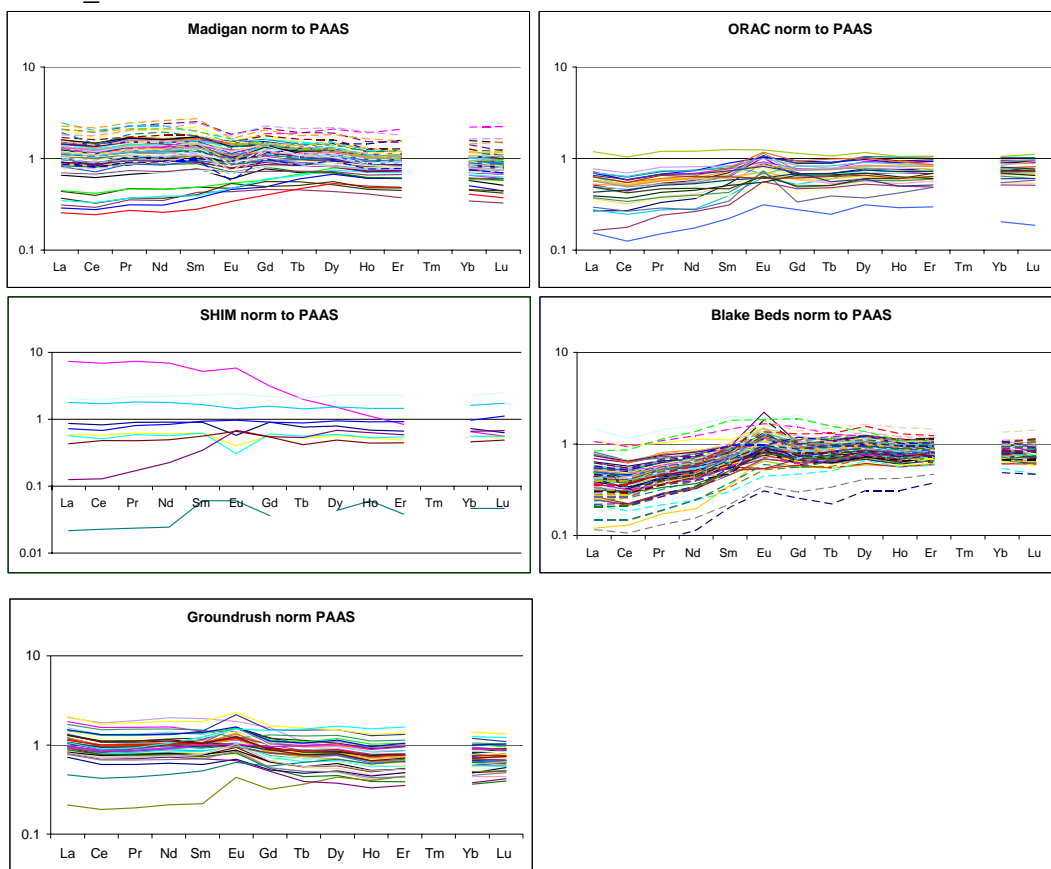 Madigan norm to PAAS
10
1
0.1
La Ce Pr Nd Sm Eu Gd Tb Dy Ho Er Tm Yb Lu
ORAC norm to PAAS
10
1
0.1
La Ce Pr Nd Sm Eu Gd Tb Dy Ho Er Tm Yb Lu
SHIM norm to PAAS
10
1
0.1
0.01
La Ce Pr Nd Sm Eu Gd Tb Dy Ho Er Tm Yb Lu
Blake Beds norm to PAAS
10
1
0.1
La Ce Pr Nd Sm Eu Gd Tb Dy Ho Er Tm Yb Lu
Groundrush norm PAAS
10
1
0.1
La Ce Pr Nd Sm Eu Gd Tb Dy Ho Er Tm Yb Lu